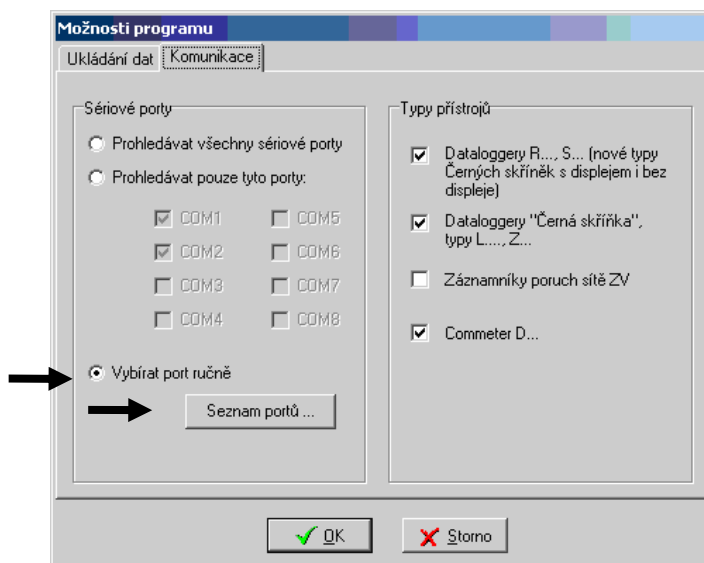 Možnosti programu
Ukládání dat
Komunikace
Sériové porty
Prohledávat všechny sériové porty
Prohledávat pouze tyto porty:
COM1
COM5
COM2
COM6
COM3
COM7
COM4
COM8
Vybírat port ručně
Seznam portů ...
Typy přístrojů
Dataloggery R..., S... (nové typy
Černých skříněk s displejem i bez
displeje)
Dataloggery "Černá skříňka",
typy L...., Z...
Záznamníky poruch sítě ZV
Commeter D...
OK
Storno